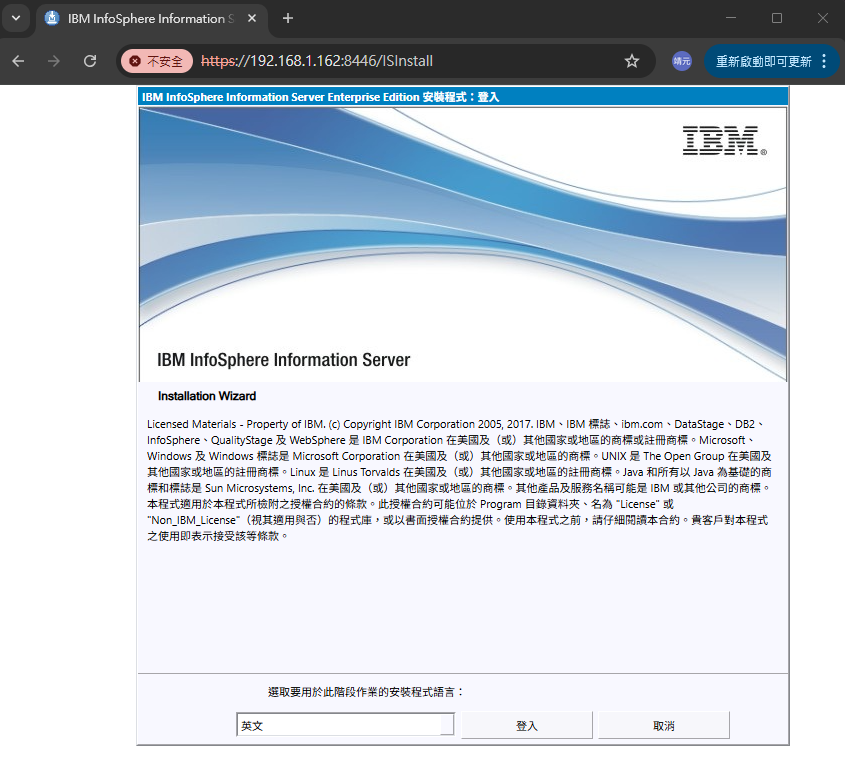 IBM InfoSphere Information S
不安全
https://192.168.1.162:8446/ISInstall
靖元
重新啟動即可更新
IBM InfoSphere Information Server Enterprise Edition 安裝程式：登入
IBM®
IBM InfoSphere Information Server
Installation Wizard
Licensed Materials - Property of IBM. (c) Copyright IBM Corporation 2005, 2017. IBM、IBM 標誌、ibm.com、DataStage、DB2、
InfoSphere、QualityStage 及 WebSphere 是 IBM Corporation 在美國及（或）其他國家或地區的商標或註冊商標。Microsoft、
Windows 及 Windows 標誌是 Microsoft Corporation 在美國及（或）其他國家或地區的商標。UNIX 是 The Open Group 在美國及
其他國家或地區的註冊商標。Linux 是 Linus Torvalds 在美國及（或）其他國家或地區的註冊商標。Java 和所有以 Java 為基礎的商
標和標誌是 Sun Microsystems, Inc. 在美國及（或）其他國家或地區的商標。其他產品及服務名稱可能是 IBM 或其他公司的商標。
本程式適用於本程式所檢附之授權合約的條款。此授權合約可能位於 Program 目錄資料夾、名為 "License" 或
"Non_IBM_License"（視其適用與否）的程式庫，或以書面授權合約提供。使用本程式之前，請仔細閱讀本合約。貴客戶對本程式
之使用即表示接受該等條款。
選取要用於此階段作業的安裝程式語言：
英文
登入
取消